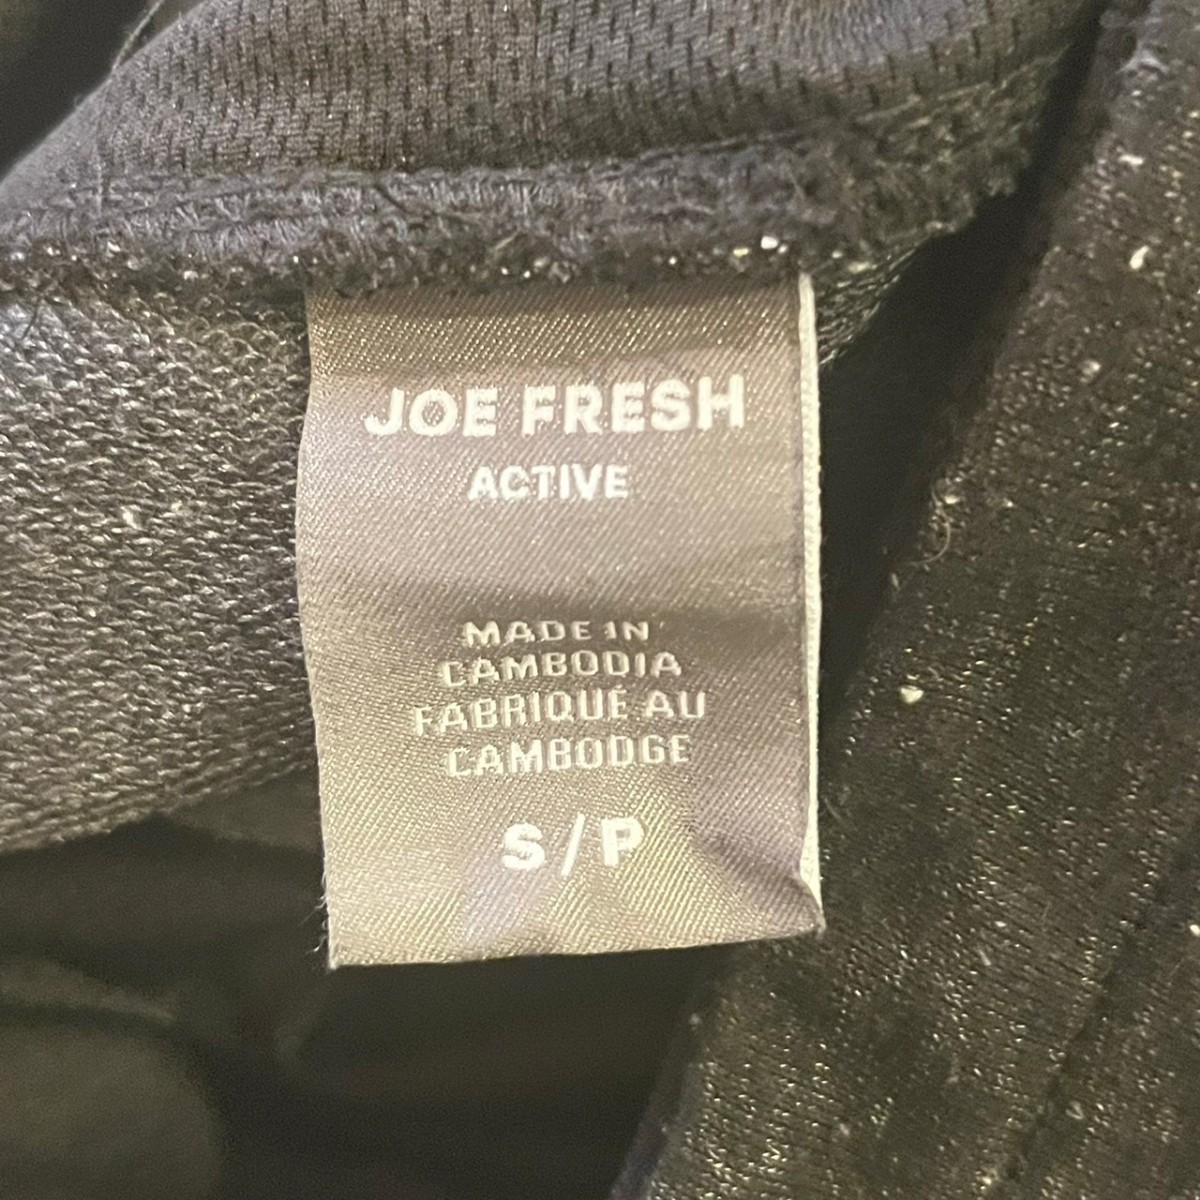 JOE FRESH
ACTIVE
MADE IN
CAMBODIA
FABRIQUÉ AU
CAMBODGE
S/P